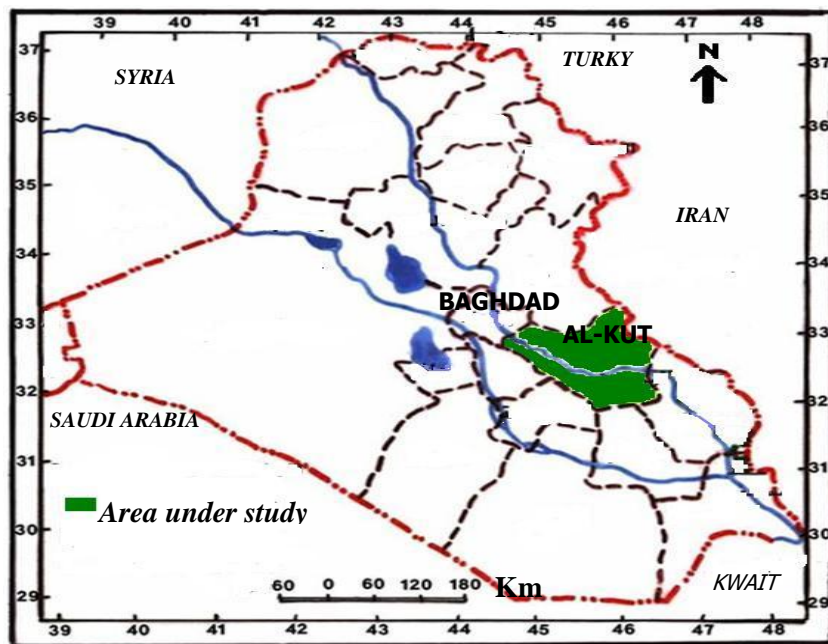 39 40 41 42 43 44 45 46 47 48
37 37
TURKY
N
SYRIA
36 36
35 35
IRAN
34 34
BAGHDAD
33 33
AL-KUT
32 32
SAUDI ARABIA
31 31
30 30
Area under study
29 29
60 0 60 120 180 Km
KWAIT
39 40 41 42 43 44 45 46 47 48